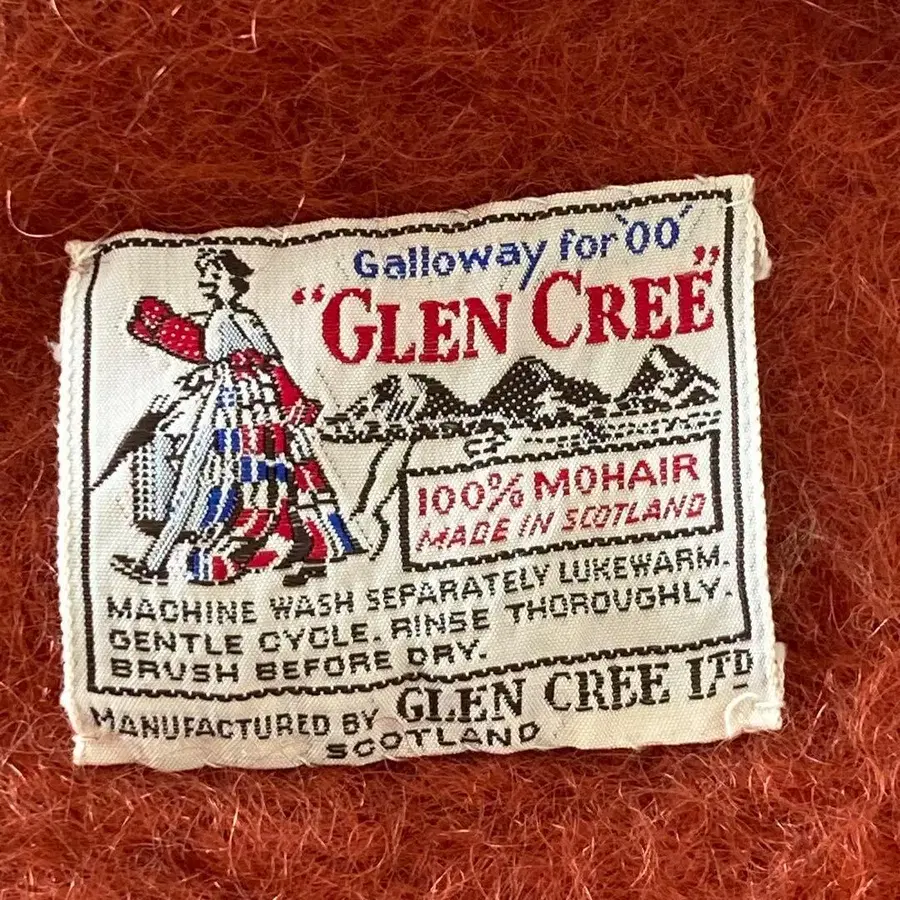 Galloway for '00'
"GLEN CREE"
100% MOHAIR
MADE IN SCOTLAND
MACHINE WASH SEPARATELY LUKEWARM.
GENTLE CYCLE. RINSE THOROUGHLY.
BRUSH BEFORE DRY.
MANUFACTURED BY GLEN CREE LTD
SCOTLAND